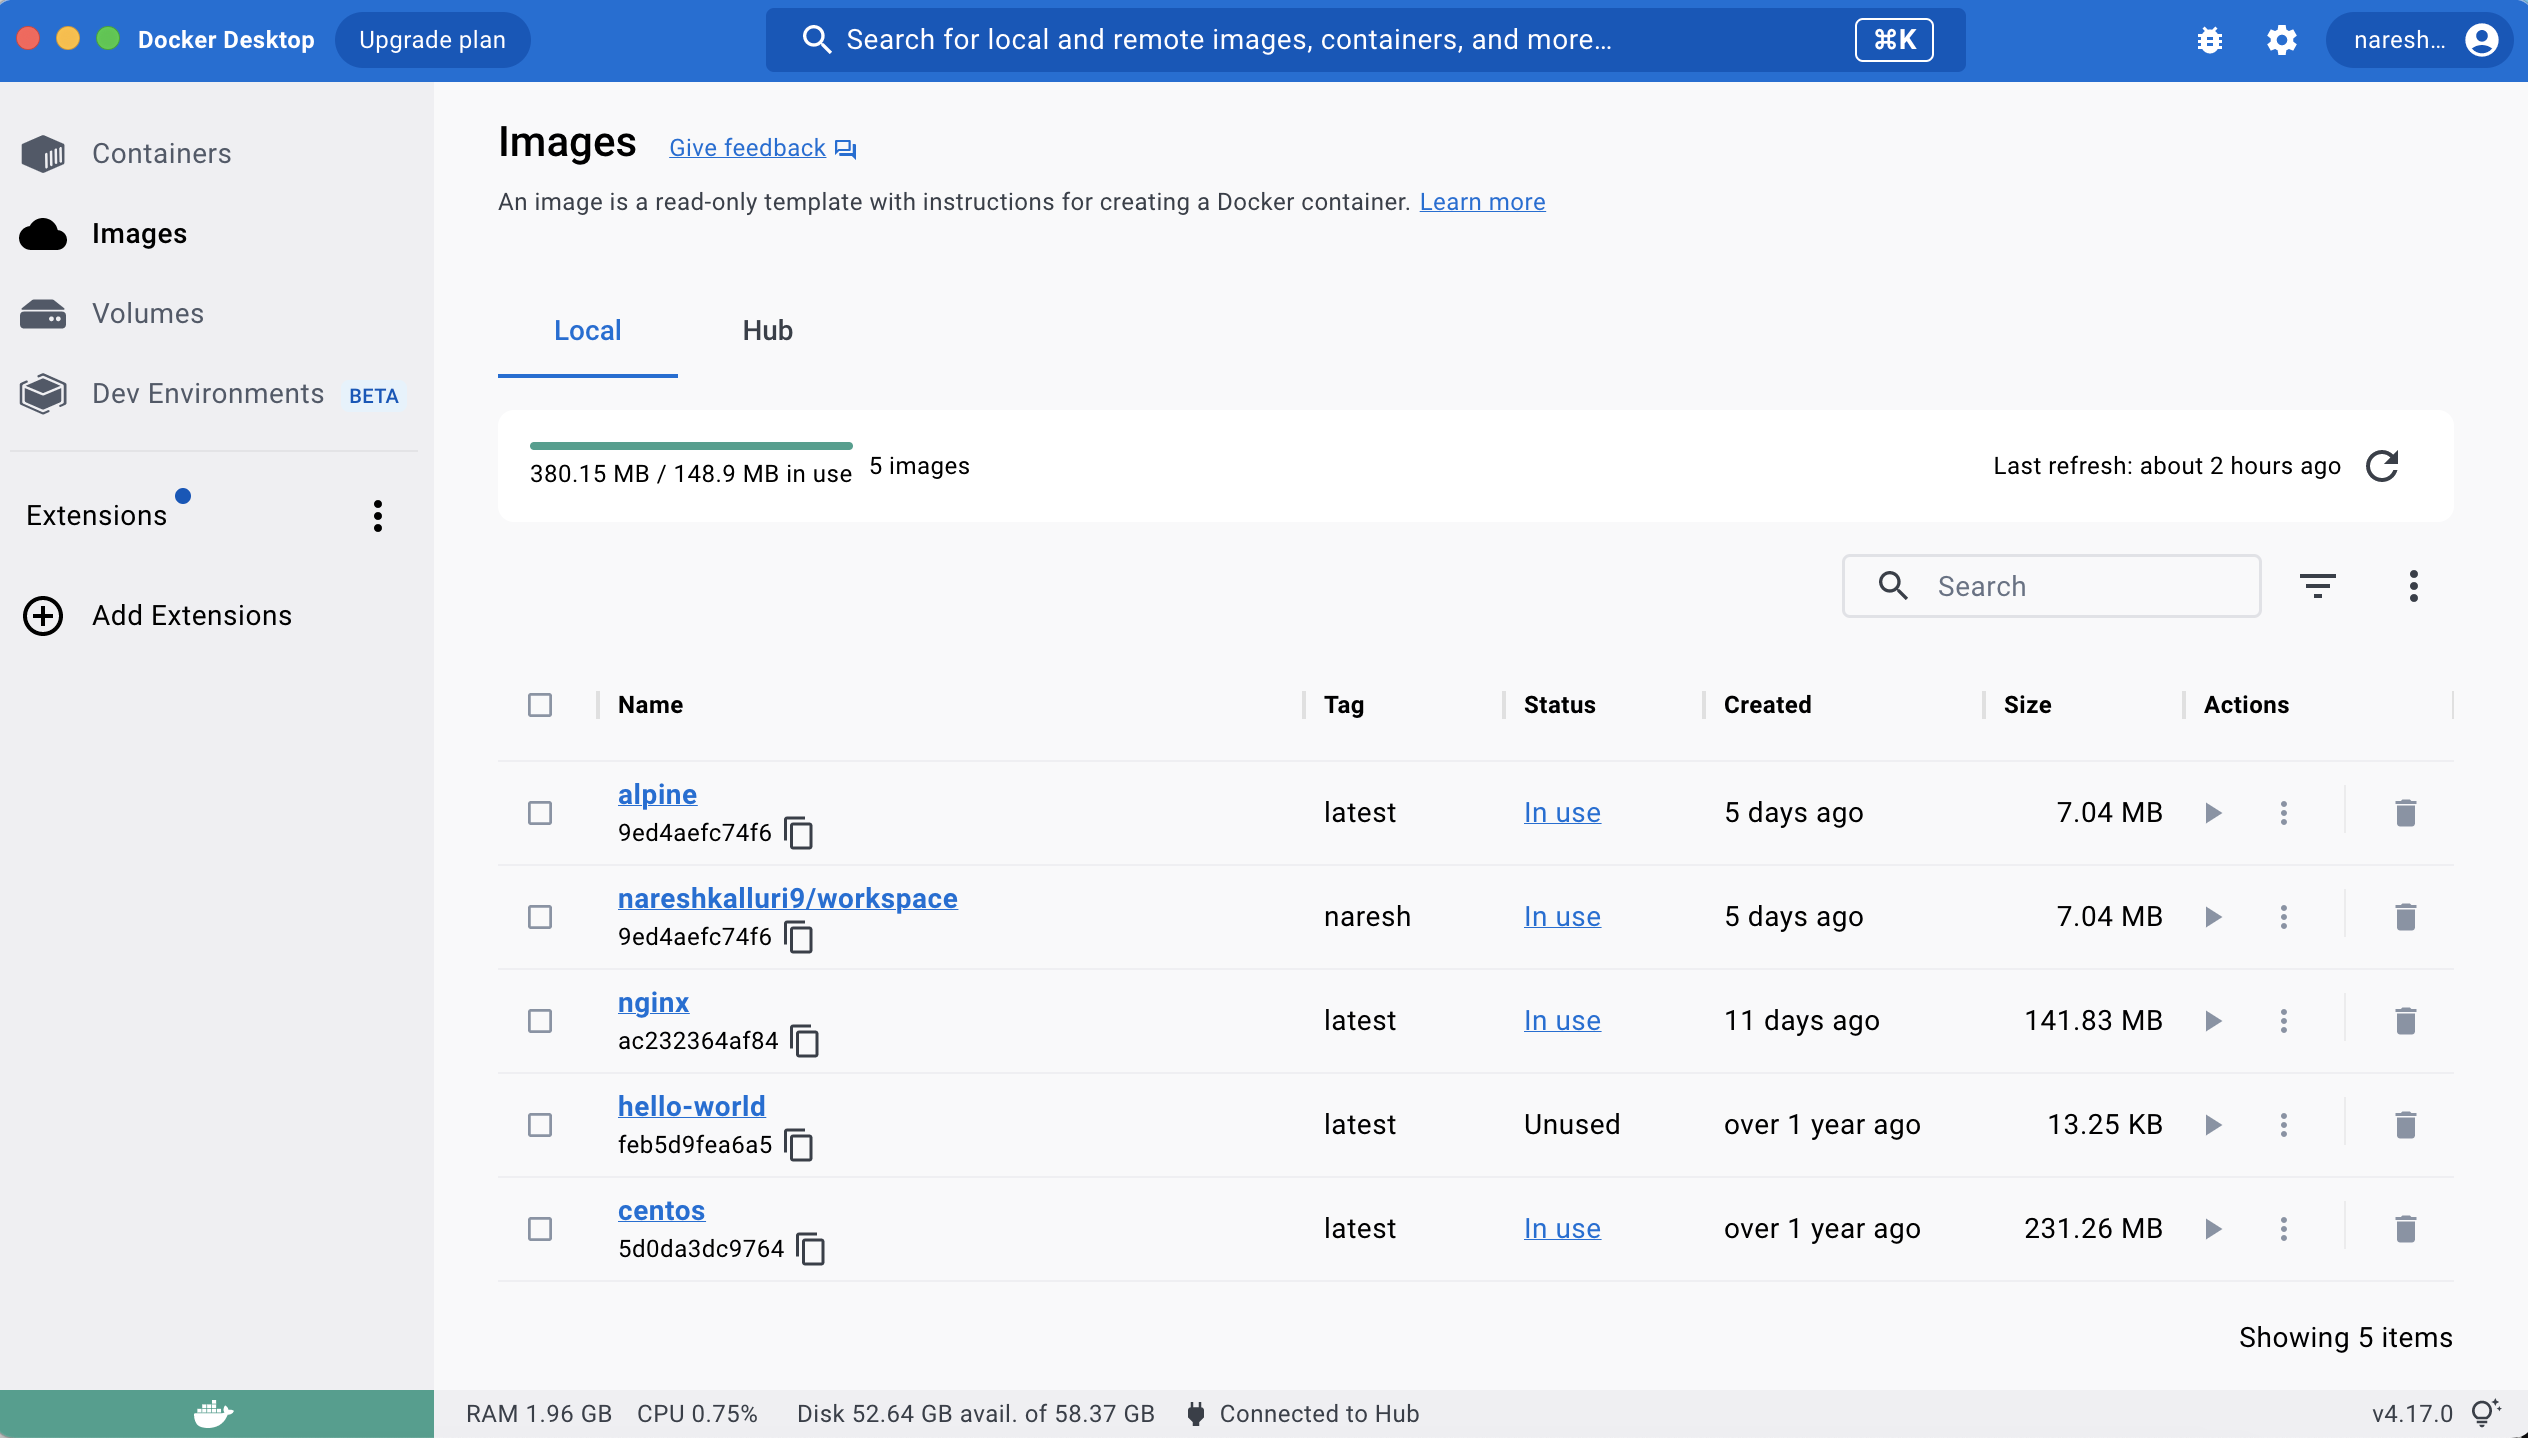 Docker Desktop Upgrade plan Search for local and remote images, containers, and more... ⌘K naresh...
Containers
Images
Volumes
Dev Environments BETA
Extensions
Add Extensions
Images Give feedback
An image is a read-only template with instructions for creating a Docker container. Learn more
Local Hub
380.15 MB / 148.9 MB in use 5 images Last refresh: about 2 hours ago
Search
Name Tag Status Created Size Actions
alpine
9ed4aefc74f6 latest In use 5 days ago 7.04 MB
nareshkalluri9/workspace
9ed4aefc74f6 naresh In use 5 days ago 7.04 MB
nginx
ac232364af84 latest In use 11 days ago 141.83 MB
hello-world
feb5d9fea6a5 latest Unused over 1 year ago 13.25 KB
centos
5d0da3dc9764 latest In use over 1 year ago 231.26 MB
Showing 5 items
RAM 1.96 GB CPU 0.75% Disk 52.64 GB avail. of 58.37 GB Connected to Hub v4.17.0